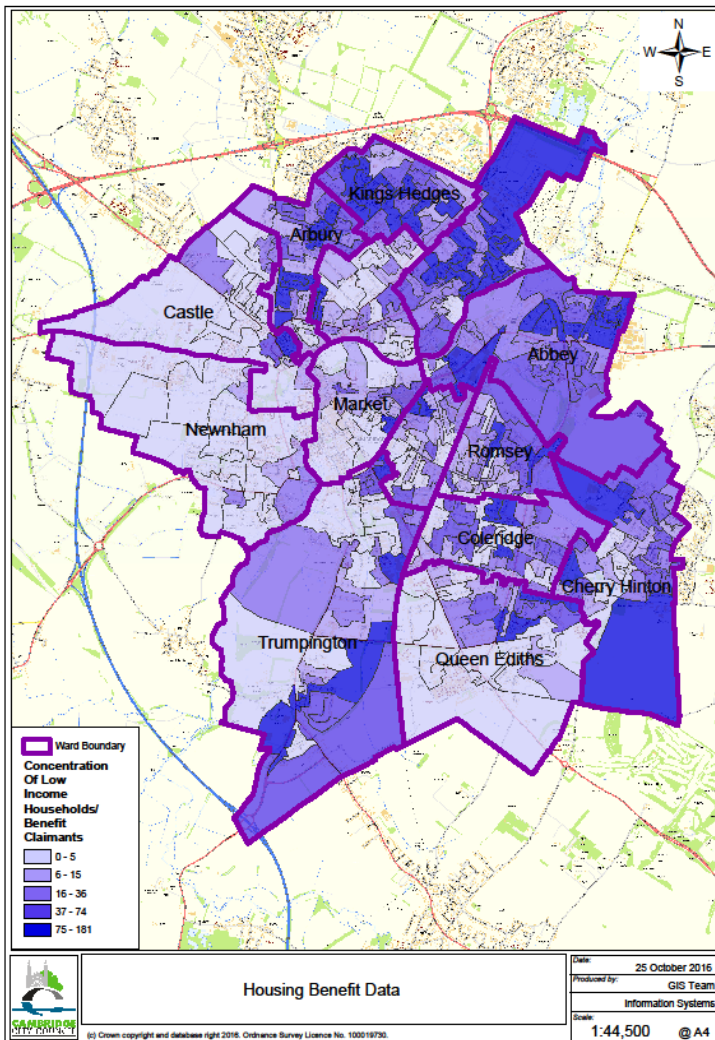 N
W E
S
Kings Hedges
Arbury
Castle
Abbey
Market
Newnham
Romsey
Coleridge
Cherry Hinton
Trumpington
Queen Ediths
Ward Boundary
Concentration
Of Low
Income
Households/
Benefit
Claimants
0 - 5
6 - 15
16 - 36
37 - 74
75 - 181
CAMBRIDGE
CITY COUNCIL
Housing Benefit Data
(c) Crown copyright and database right 2016. Ordnance Survey Licence No. 100019730.
Date:
25 October 2016
Produced by:
GIS Team
Information Systems
Scale:
1:44,500 @ A4